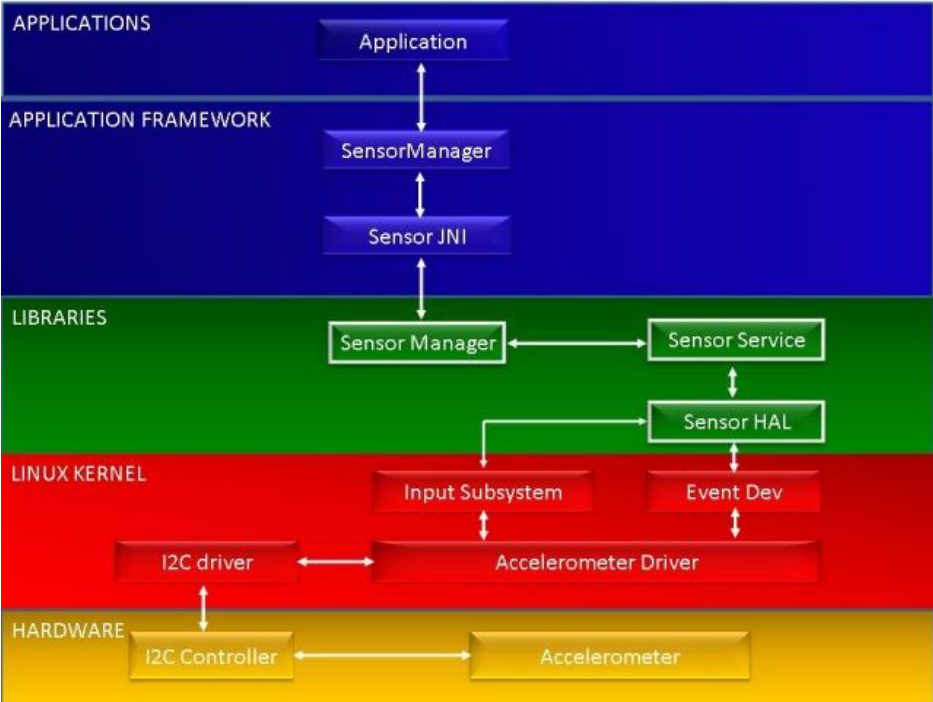 APPLICATIONS
Application
APPLICATION FRAMEWORK
SensorManager
Sensor JNI
LIBRARIES
Sensor Manager
Sensor Service
Sensor HAL
LINUX KERNEL
Input Subsystem
Event Dev
I2C driver
Accelerometer Driver
HARDWARE
I2C Controller
Accelerometer